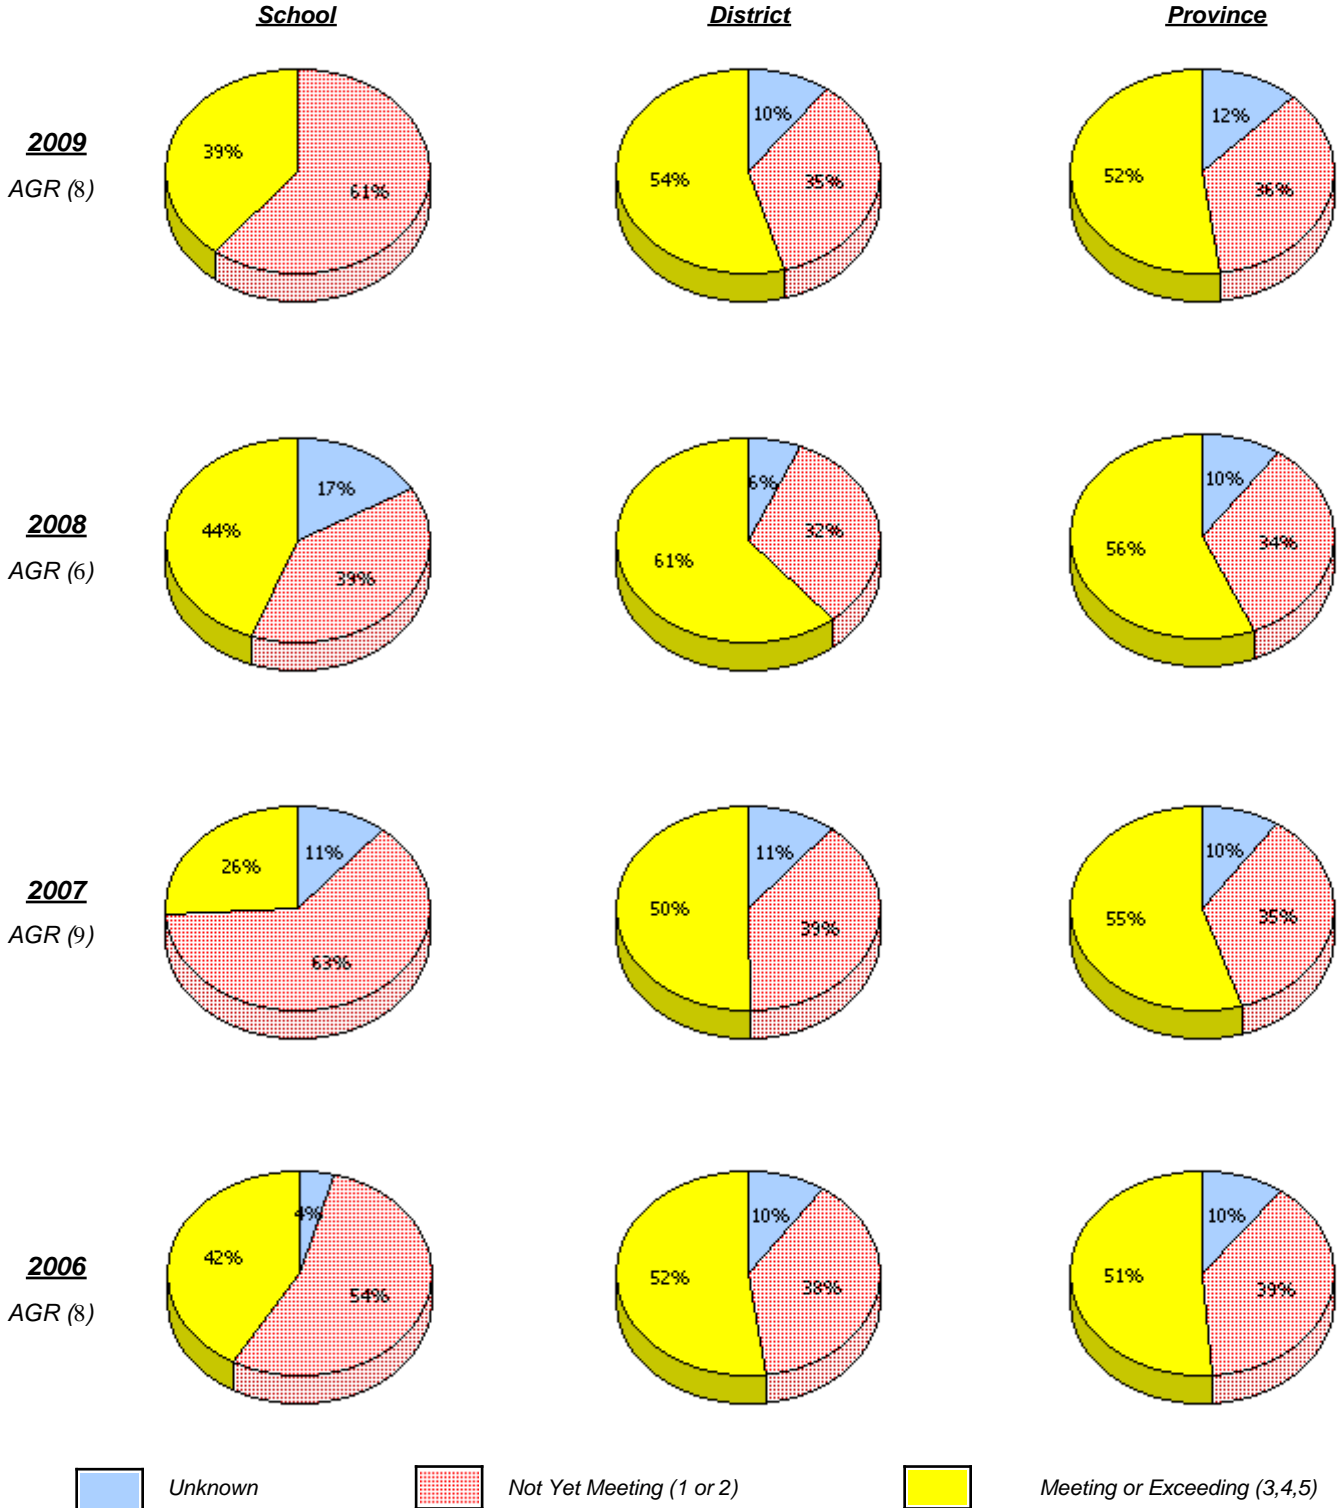 School District Province
2009
AGR (8)
39% 61%
10% 54% 35%
12% 52% 36%
2008
AGR (6)
17% 44% 39%
6% 32% 61%
10% 56% 34%
2007
AGR (9)
11% 26% 63%
11% 50% 39%
10% 55% 35%
2006
AGR (8)
4% 42% 54%
10% 52% 38%
10% 51% 39%
Unknown Not Yet Meeting (1 or 2) Meeting or Exceeding (3,4,5)